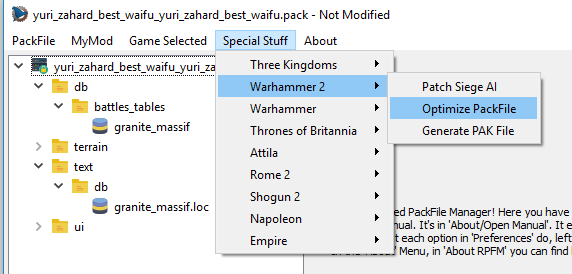 yuri_zahard_best_waifu_yuri_zahard_best_waifu.pack - Not Modified
PackFile MyMod Game Selected Special Stuff About
yuri_zahard_best_waifu_yuri_za
db
battles_tables
granite_massif
terrain
text
db
granite_massif.loc
ui
Three Kingdoms
Warhammer 2
Warhammer
Thrones of Britannia
Attila
Rome 2
Shogun 2
Napoleon
Empire
Patch Siege AI
Optimize PackFile
Generate PAK File
ed PackFile Manager! Here you have
nual. It's in 'About/Open Manual'. It e
t each option in 'Preferences' do, left
Menu, in 'About RPFM' you can find